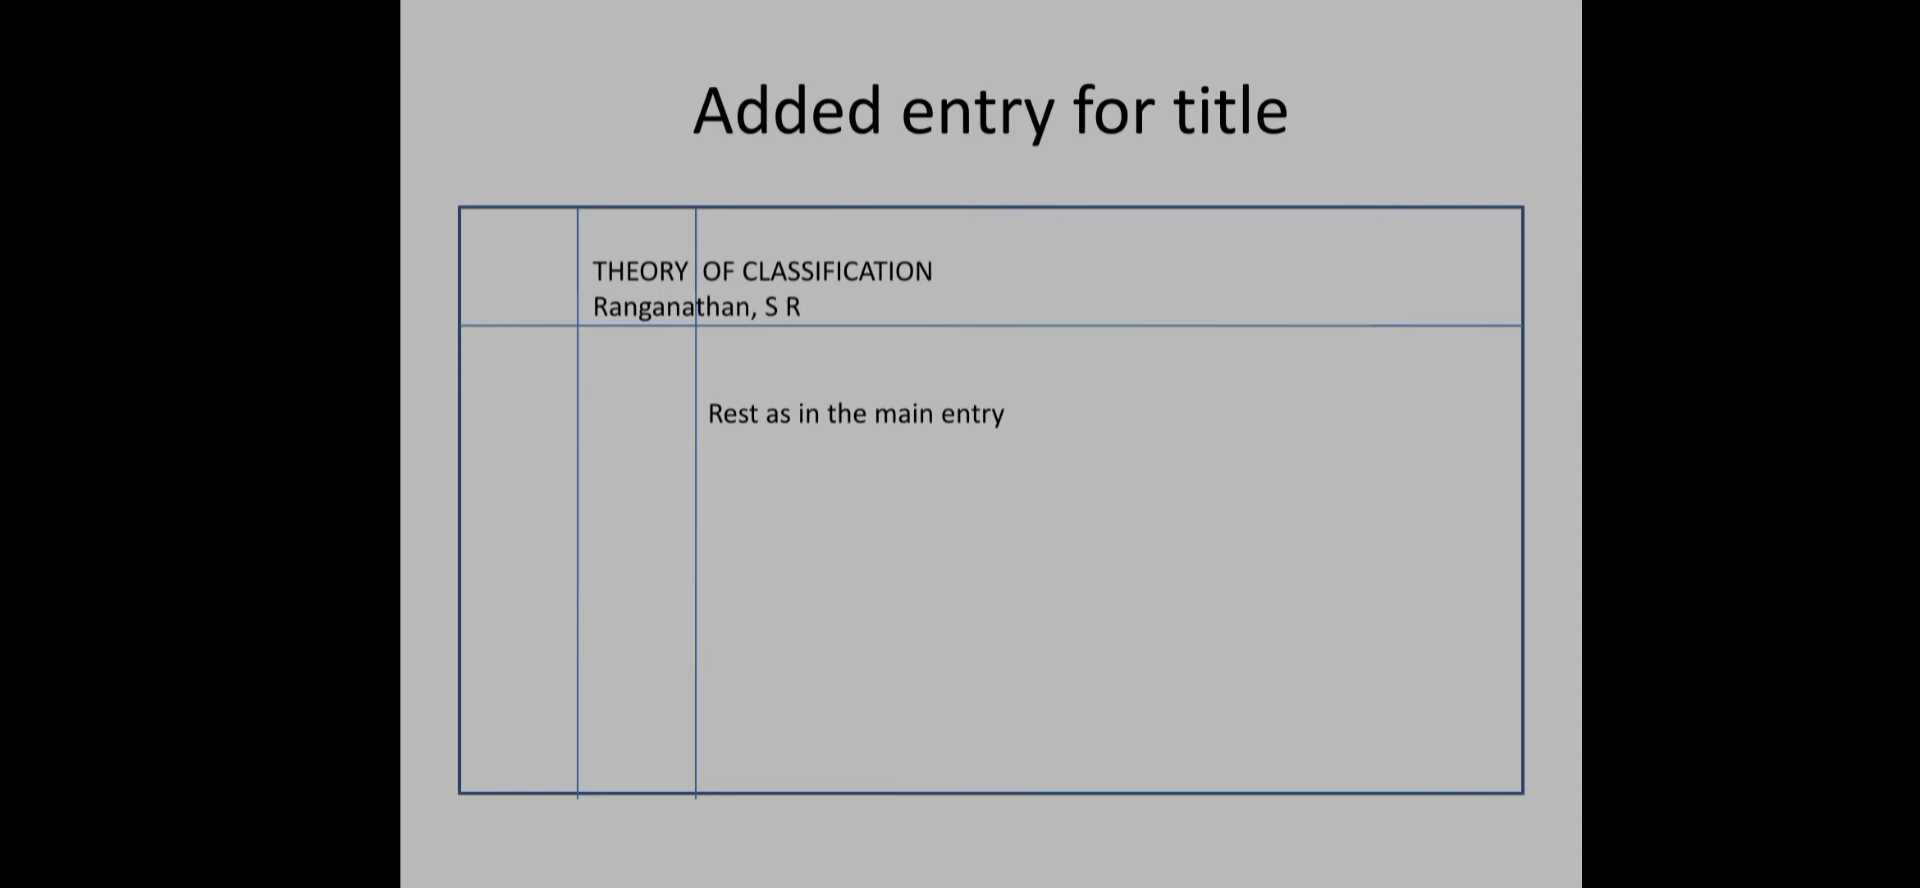 Added entry for title
THEORY OF CLASSIFICATION
Ranganathan, S R
Rest as in the main entry